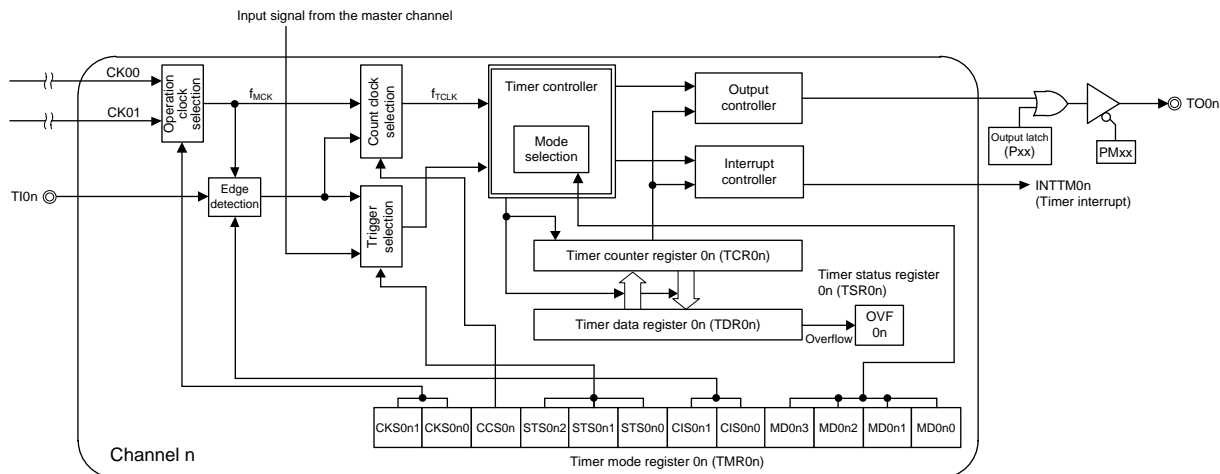 Input signal from the master channel
CK00
CK01
Operation
clock
selection
fMCK
Count clock
selection
fTCLK
Timer controller
Mode
selection
Output
controller
TO0n
Output latch
(Pxx)
PMxx
Interrupt
controller
INTTM0n
(Timer interrupt)
TI0n
Edge
detection
Trigger
selection
Timer counter register 0n (TCR0n)
Timer status register
0n (TSR0n)
Timer data register 0n (TDR0n)
Overflow
OVF
0n
CKS0n1 CKS0n0 CCS0n STS0n2 STS0n1 STS0n0 CIS0n1 CIS0n0 MD0n3 MD0n2 MD0n1 MD0n0
Channel n
Timer mode register 0n (TMR0n)